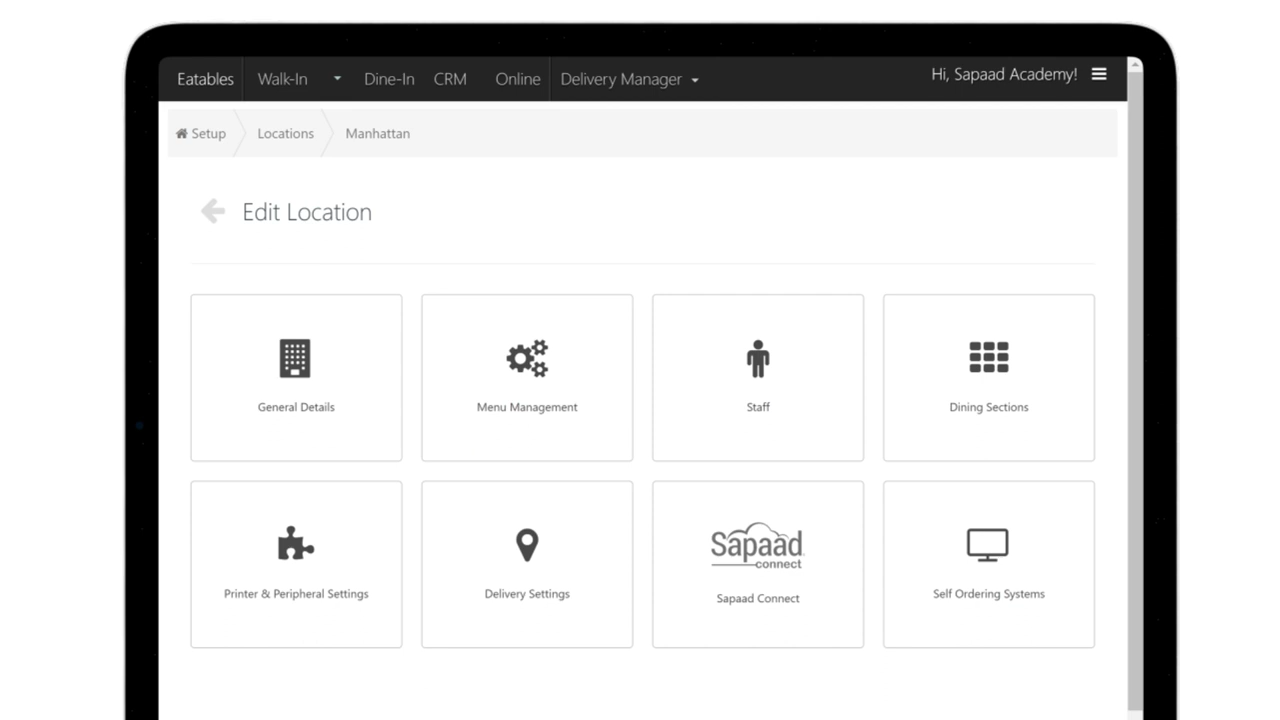 Eatables Walk-In Dine-In CRM Online Delivery Manager Hi, Sapaad Academy!
Setup Locations Manhattan
Edit Location
General Details Menu Management Staff Dining Sections
Sapaad
connect
Printer & Peripheral Settings Delivery Settings Sapaad Connect Self Ordering Systems